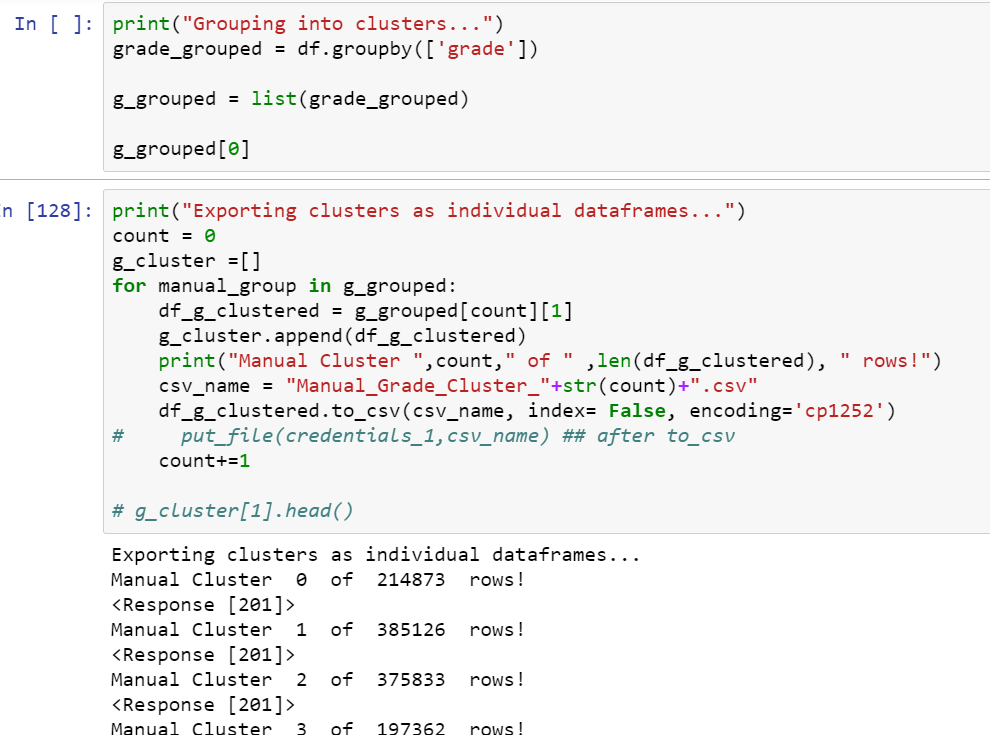 In [ ]: print("Grouping into clusters...")
grade_grouped = df.groupby(['grade'])
g_grouped = list(grade_grouped)
g_grouped[0]
n [128]: print("Exporting clusters as individual dataframes...")
count = 0
g_cluster =[]
for manual_group in g_grouped:
    df_g_clustered = g_grouped[count][1]
    g_cluster.append(df_g_clustered)
    print("Manual Cluster ",count," of " ,len(df_g_clustered), " rows!")
    csv_name = "Manual_Grade_Cluster_"+str(count)+".csv"
    df_g_clustered.to_csv(csv_name, index= False, encoding='cp1252')
#     put_file(credentials_1,csv_name) ## after to_csv
    count+=1
# g_cluster[1].head()
Exporting clusters as individual dataframes...
Manual Cluster  0  of  214873  rows!
<Response [201]>
Manual Cluster  1  of  385126  rows!
<Response [201]>
Manual Cluster  2  of  375833  rows!
<Response [201]>
Manual Cluster  3  of  197362  rows!